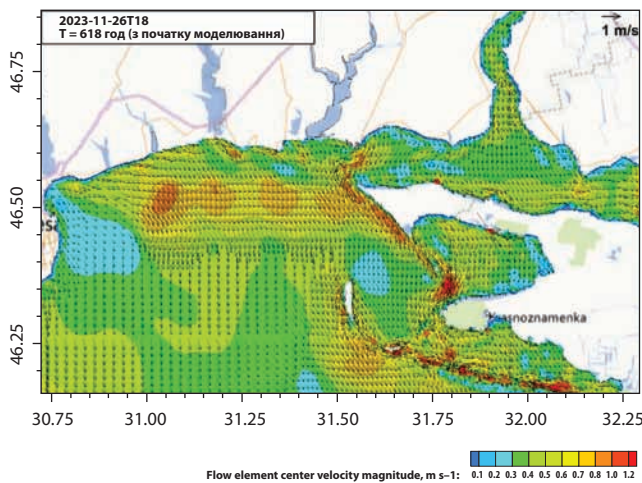 2023-11-26T18
T = 618 год (з початку моделювання)
1 m/s
46.75
46.50
46.25
Krasnoznamenka
30.75 31.00 31.25 31.50 31.75 32.00 32.25
Flow element center velocity magnitude, m s–1: 0.1 0.2 0.3 0.4 0.5 0.6 0.7 0.8 1.0 1.2